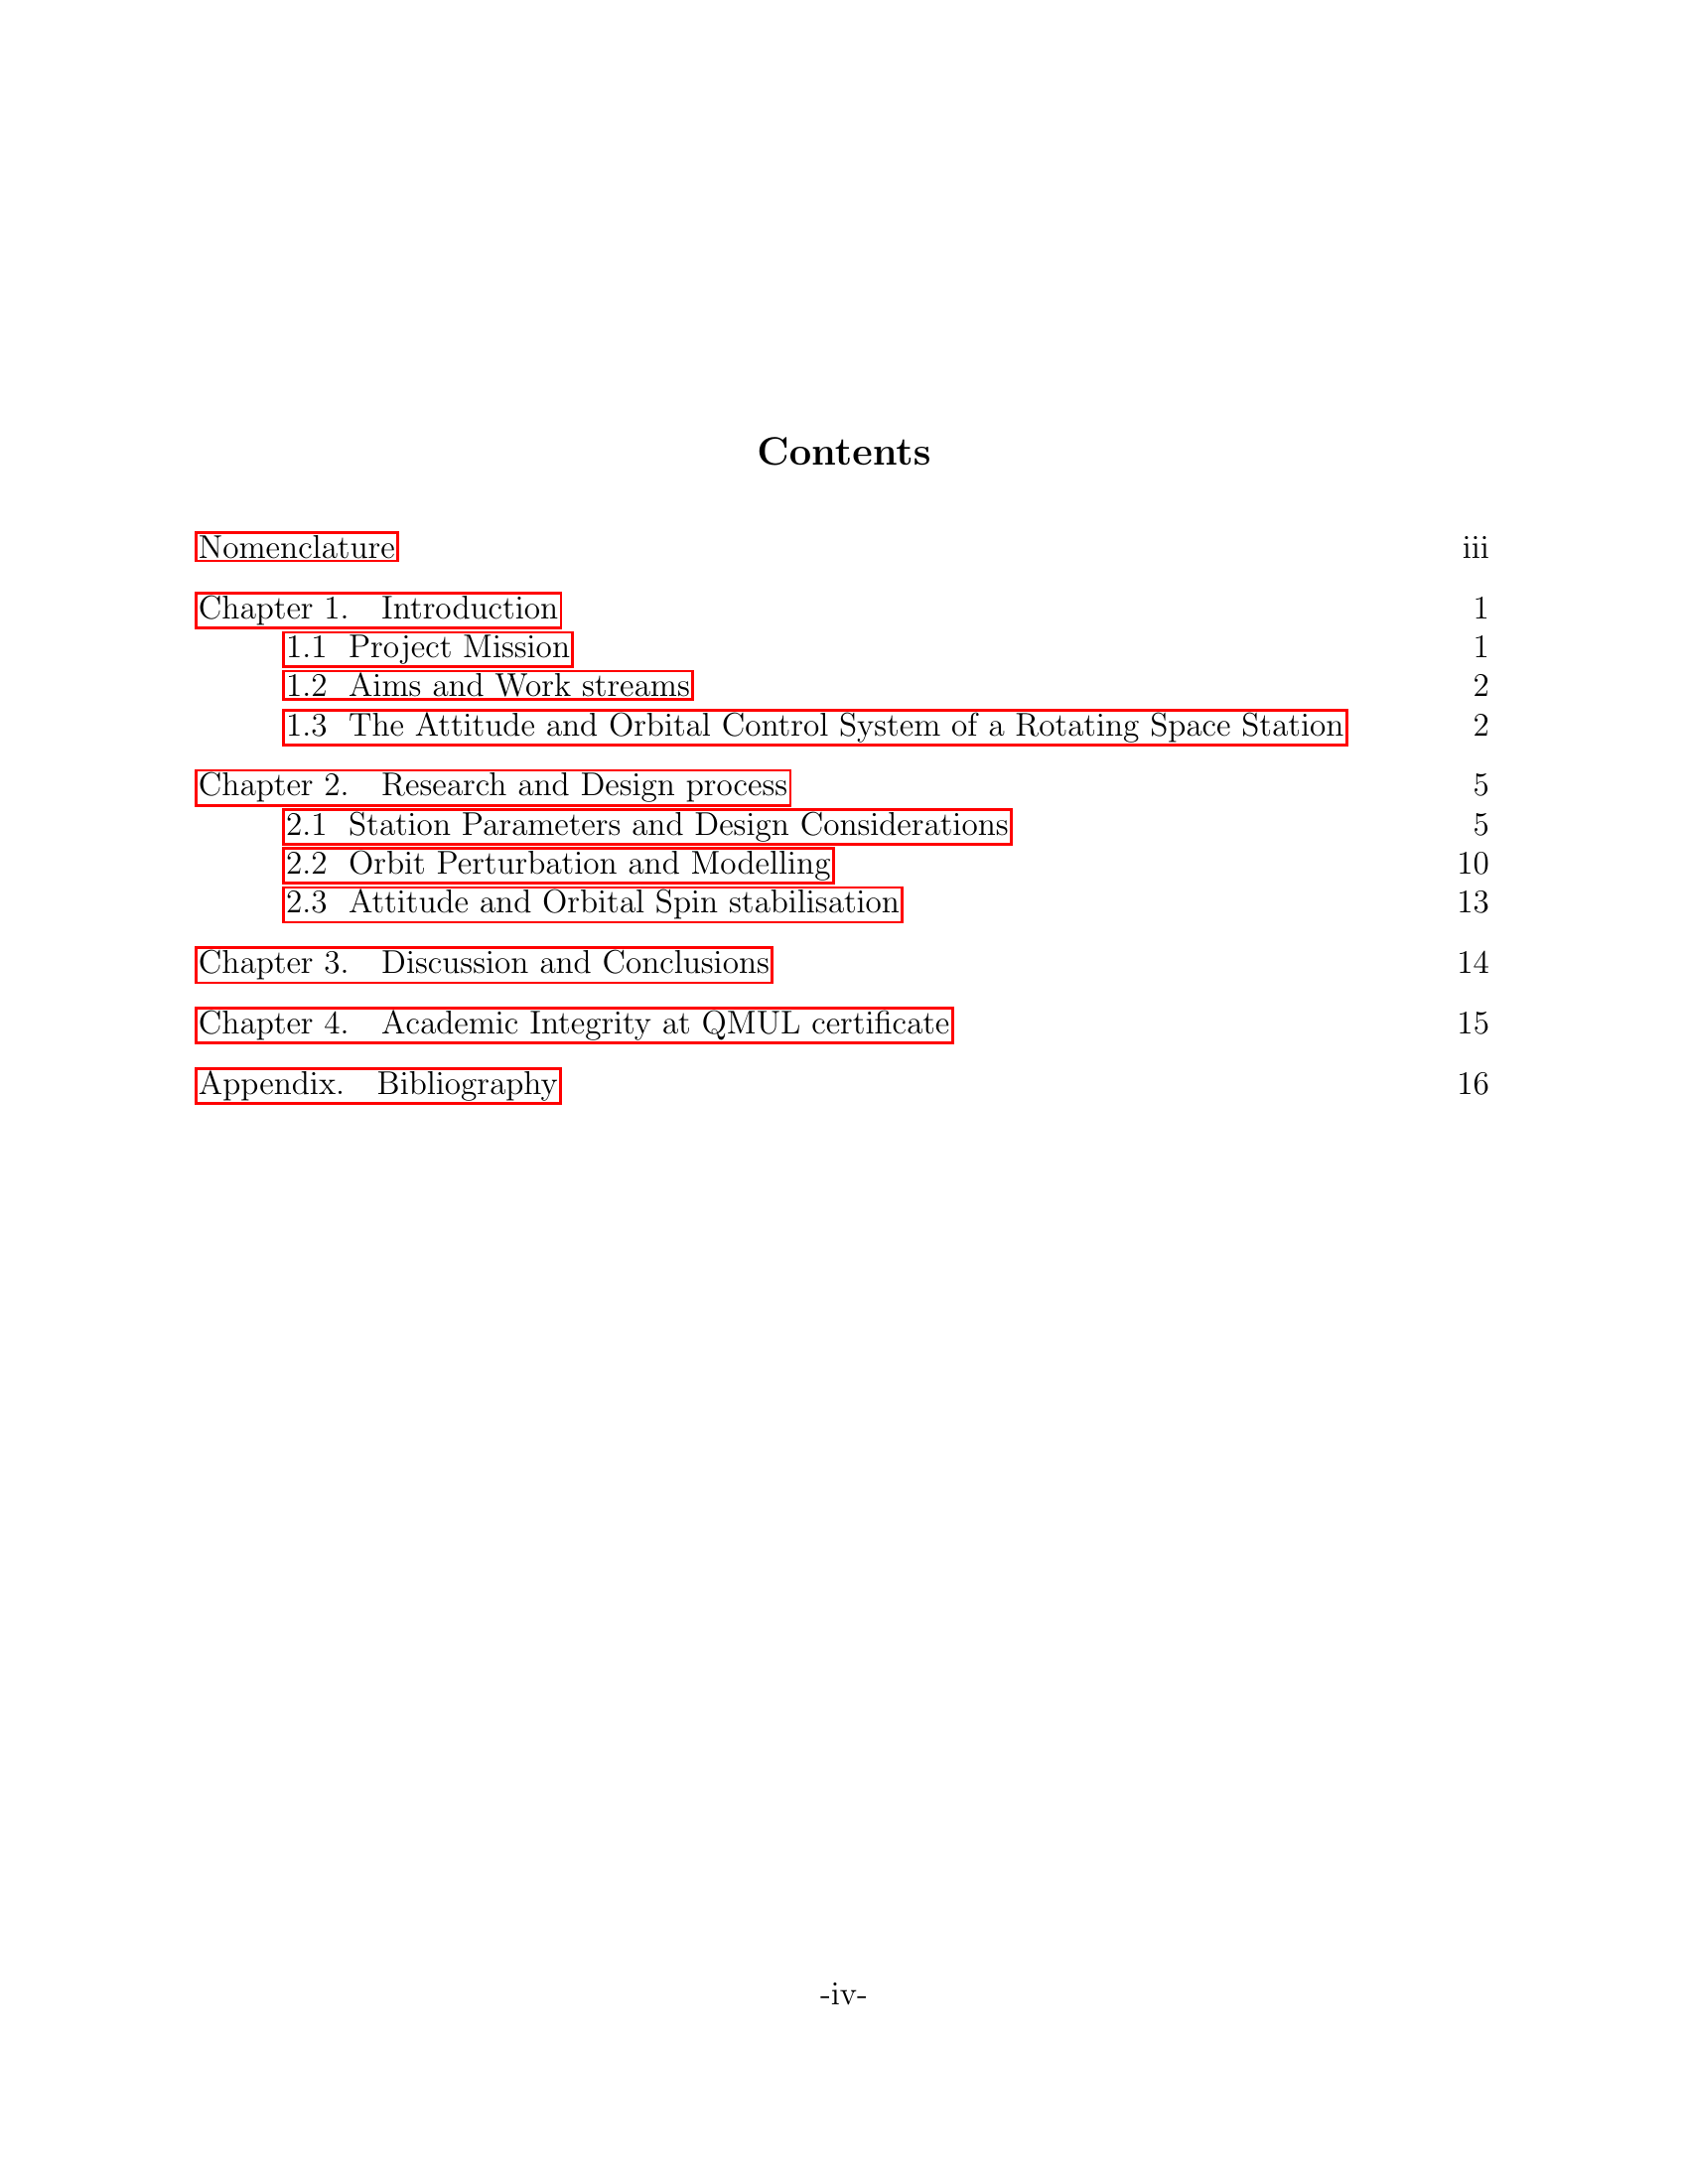 Contents
Nomenclature iii
Chapter 1. Introduction 1
1.1 Project Mission 1
1.2 Aims and Work streams 2
1.3 The Attitude and Orbital Control System of a Rotating Space Station 2
Chapter 2. Research and Design process 5
2.1 Station Parameters and Design Considerations 5
2.2 Orbit Perturbation and Modelling 10
2.3 Attitude and Orbital Spin stabilisation 13
Chapter 3. Discussion and Conclusions 14
Chapter 4. Academic Integrity at QMUL certificate 15
Appendix. Bibliography 16
-iv-